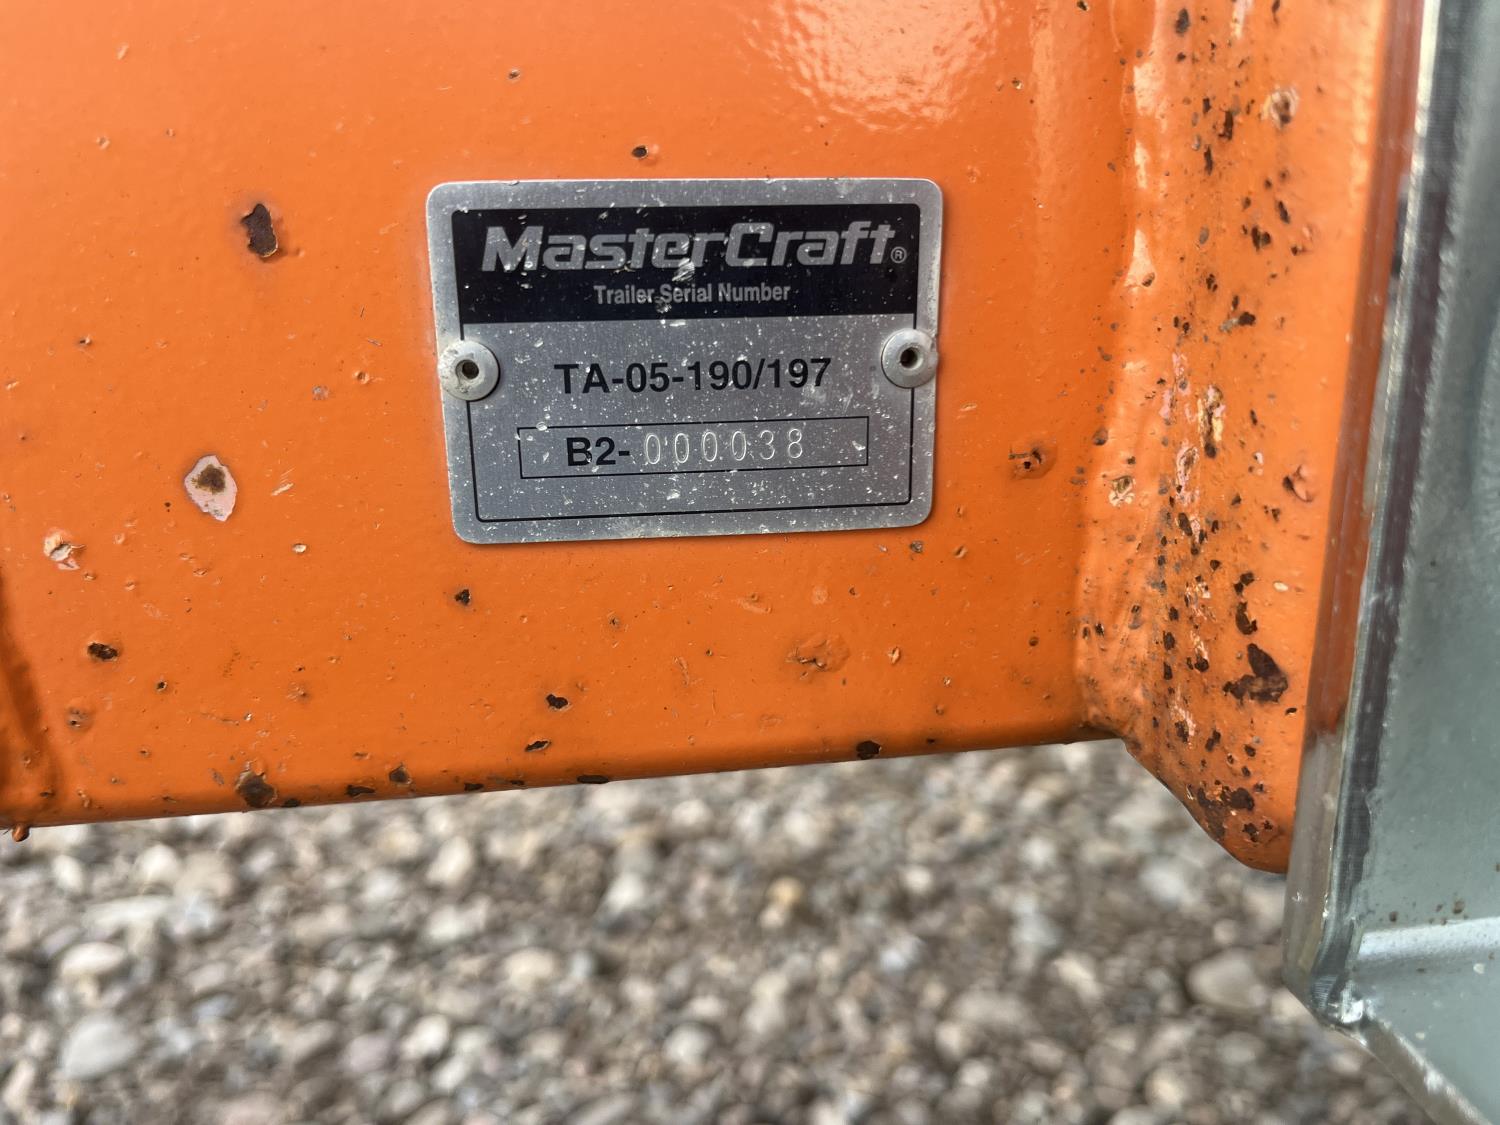 MasterCraft®
Trailer Serial Number
TA-05-190/197
B2-000038